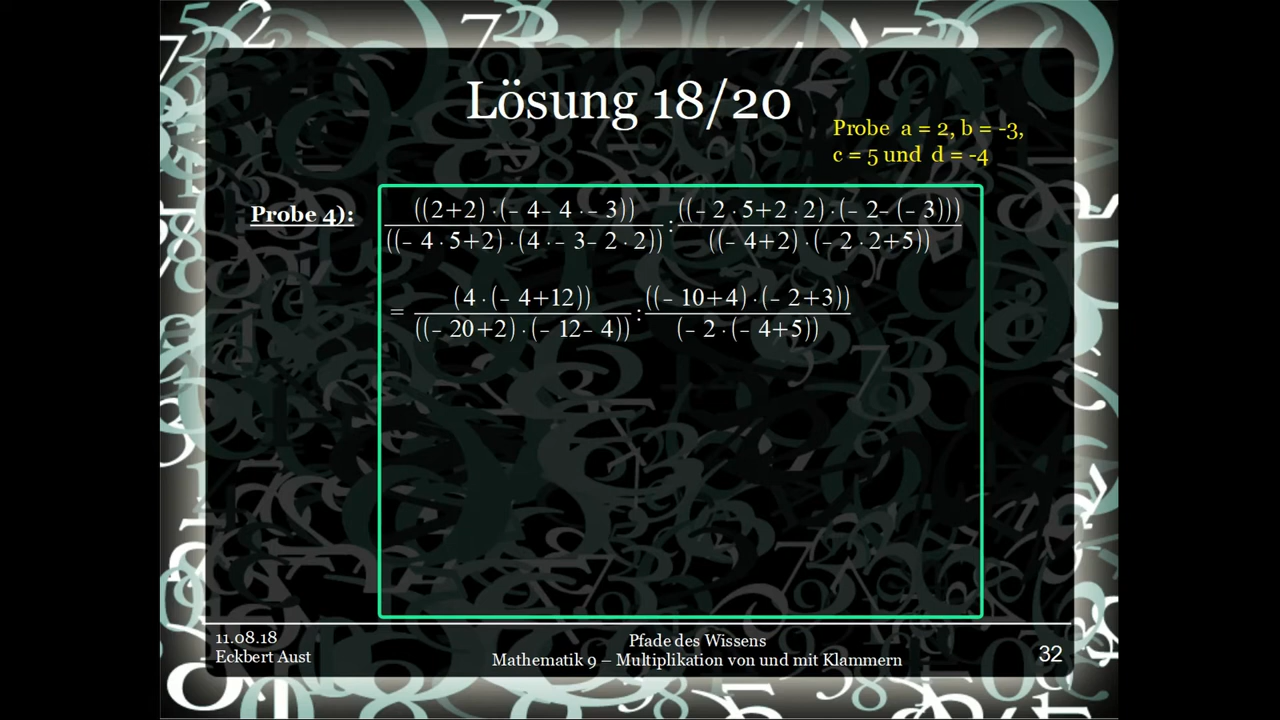 Lösung 18/20
Probe a = 2, b = -3,
c = 5 und d = -4
Probe 4):
((2+2)·(– 4– 4·– 3)) / ((– 4·5+2)·(4·– 3– 2·2)) : ((– 2·5+2·2)·(– 2– (– 3))) / ((– 4+2)·(– 2·2+5))
= (4·(– 4+12)) / ((– 20+2)·(– 12– 4)) : ((– 10+4)·(– 2+3)) / (– 2·(– 4+5))
11.08.18
Eckbert Aust
Pfade des Wissens
Mathematik 9 – Multiplikation von und mit Klammern
32